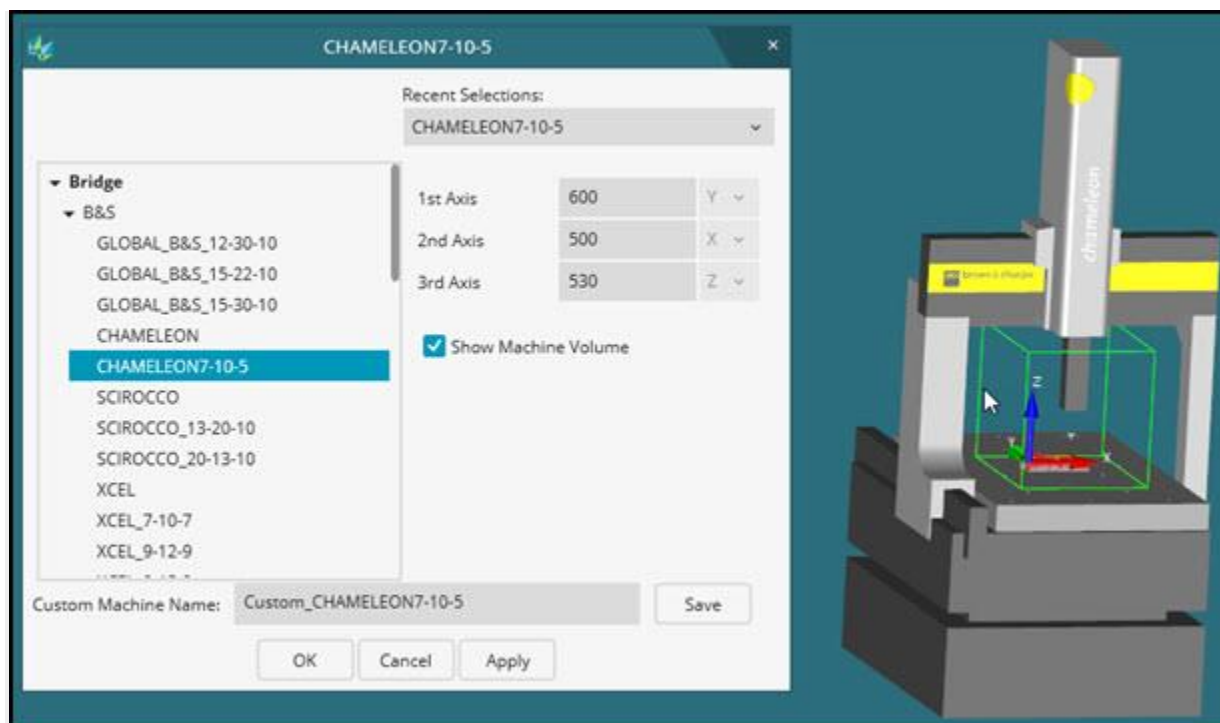 CHAMELEON7-10-5
Recent Selections:
CHAMELEON7-10-5
Bridge
B&S
GLOBAL_B&S_12-30-10
GLOBAL_B&S_15-22-10
GLOBAL_B&S_15-30-10
CHAMELEON
CHAMELEON7-10-5
SCIROCCO
SCIROCCO_13-20-10
SCIROCCO_20-13-10
XCEL
XCEL_7-10-7
XCEL_9-12-9
1st Axis 600 Y
2nd Axis 500 X
3rd Axis 530 Z
Show Machine Volume
Custom Machine Name: Custom_CHAMELEON7-10-5 Save
OK Cancel Apply
chameleon
brown & sharpe
Z
Y
X